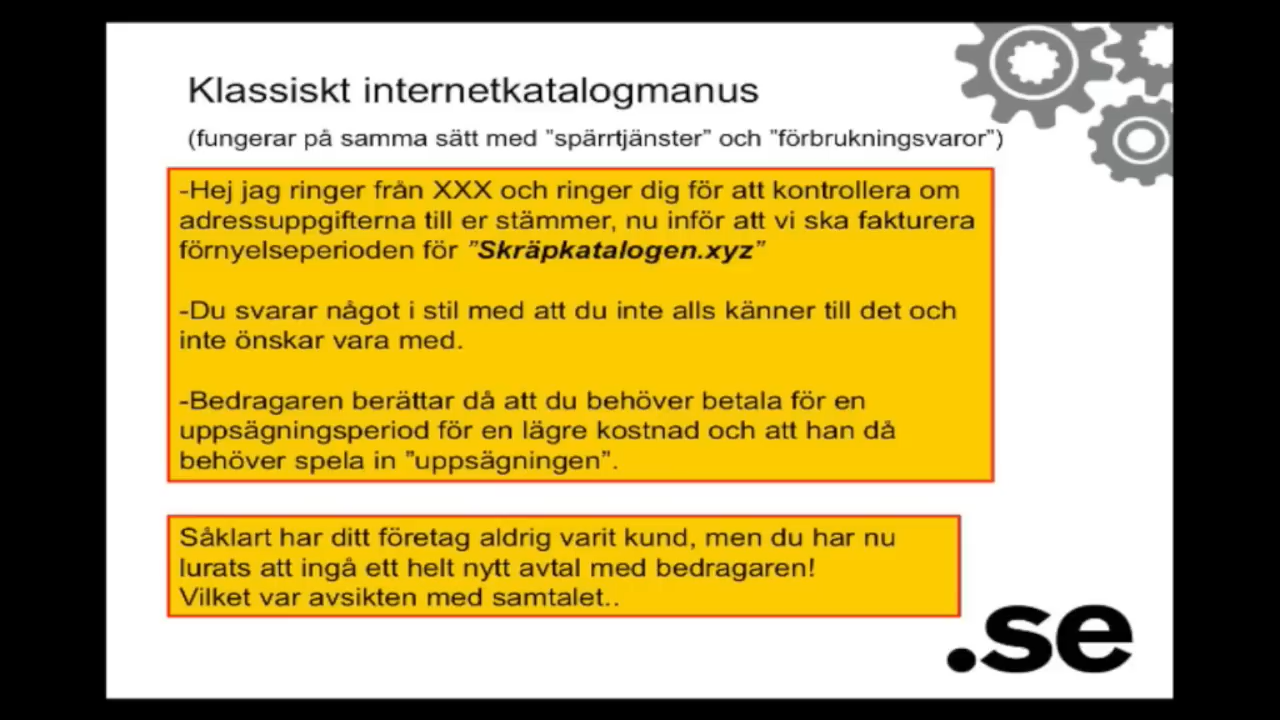 Klassiskt internetkatalogmanus
(fungerar på samma sätt med ”spärrtjänster” och ”förbrukningsvaror”)
-Hej jag ringer från XXX och ringer dig för att kontrollera om
adressuppgifterna till er stämmer, nu inför att vi ska fakturera
förnyelseperioden för ”Skräpkatalogen.xyz”
-Du svarar något i stil med att du inte alls känner till det och
inte önskar vara med.
-Bedragaren berättar då att du behöver betala för en
uppsägningsperiod för en lägre kostnad och att han då
behöver spela in ”uppsägningen”.
Såklart har ditt företag aldrig varit kund, men du har nu
lurats att ingå ett helt nytt avtal med bedragaren!
Vilket var avsikten med samtalet..
.se